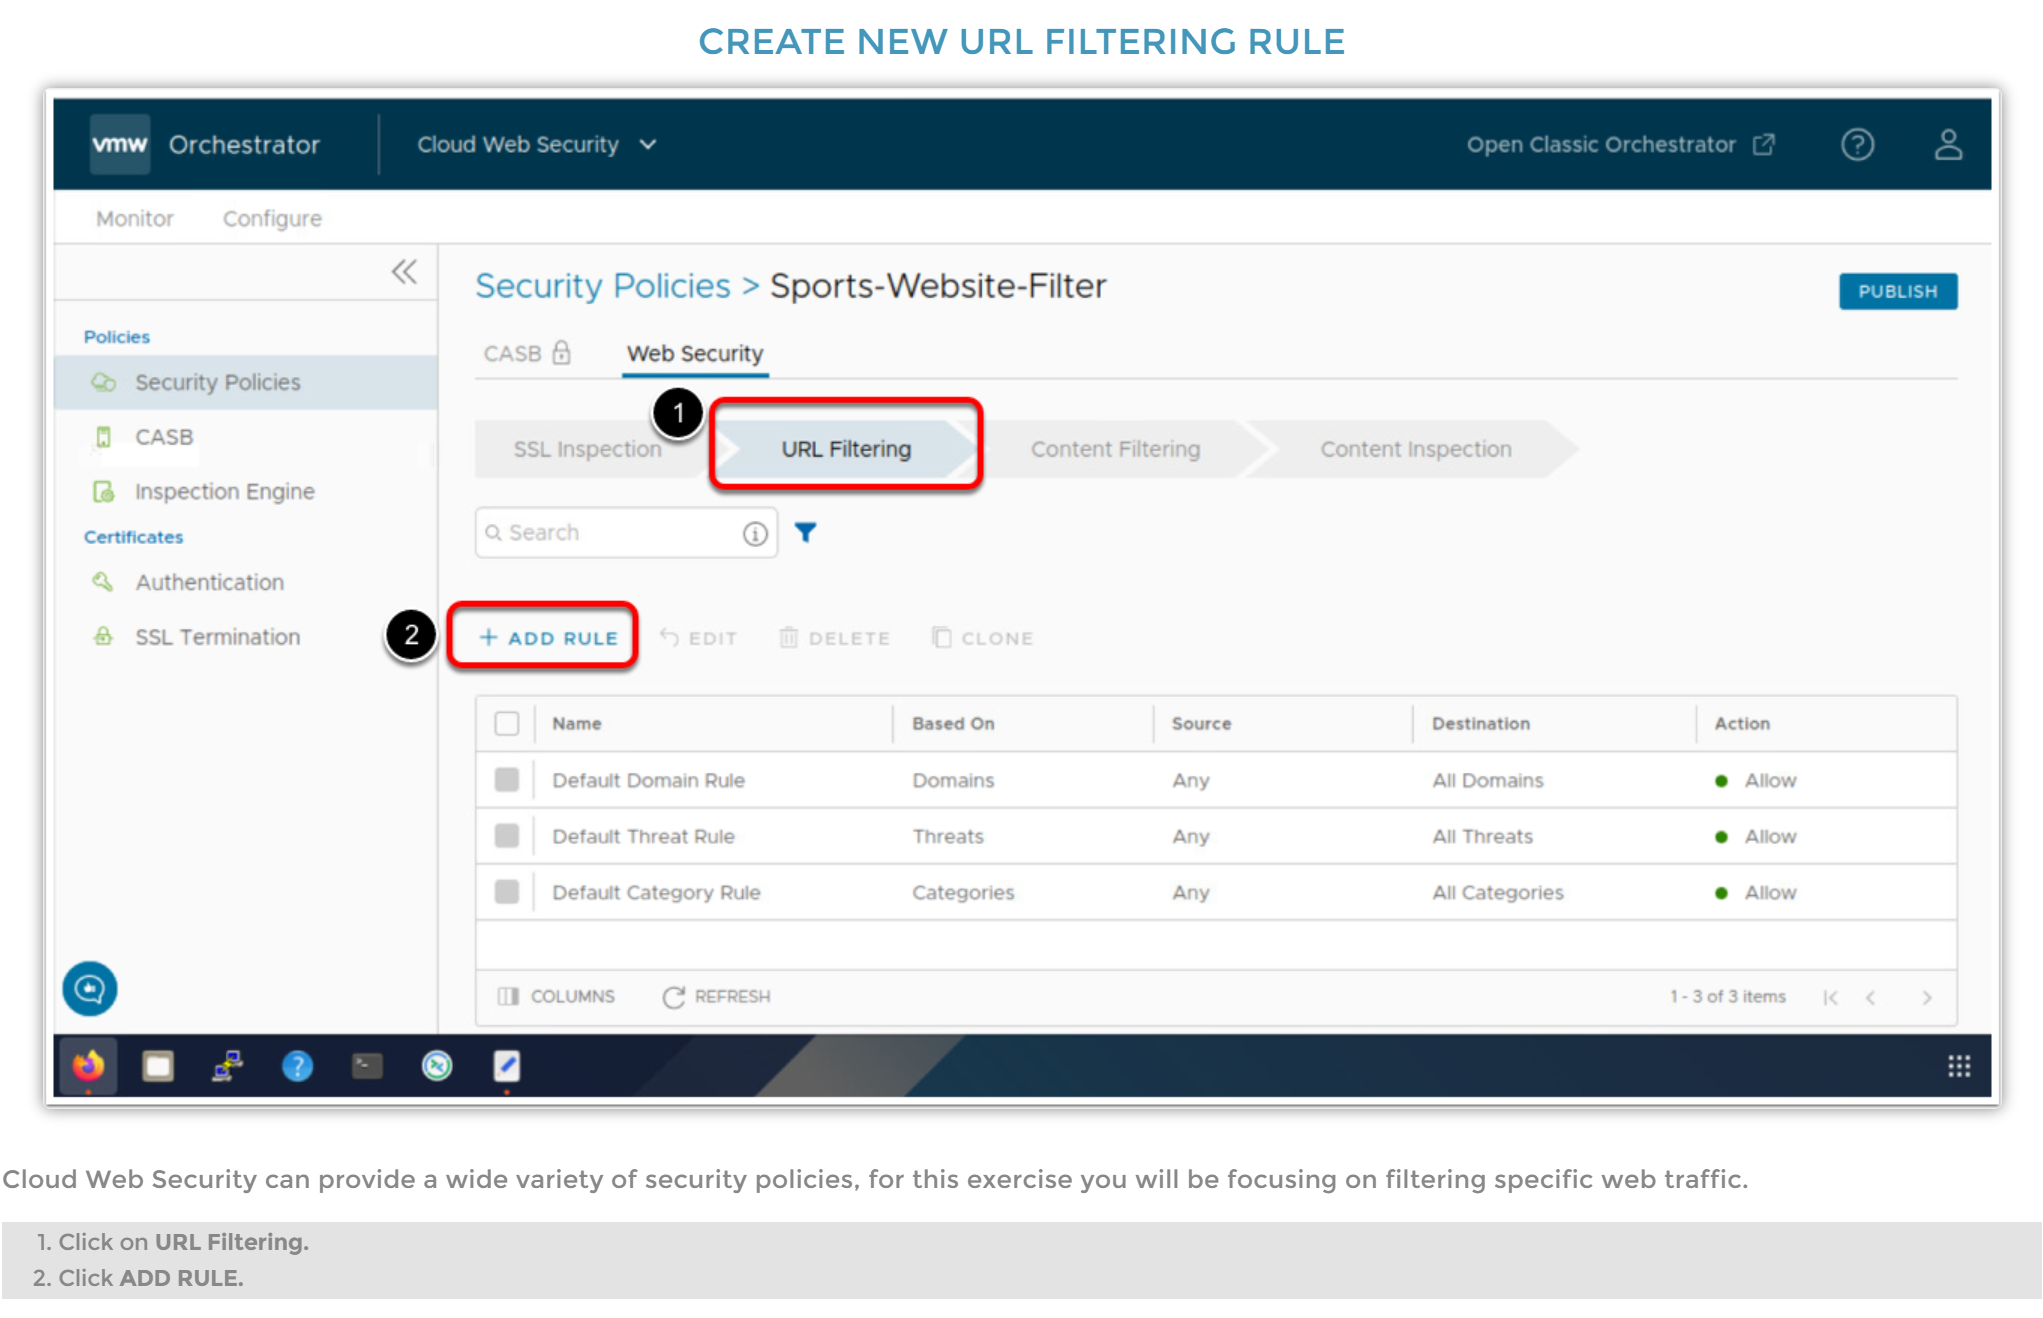 CREATE NEW URL FILTERING RULE
vmw Orchestrator Cloud Web Security Open Classic Orchestrator
Monitor Configure
Security Policies > Sports-Website-Filter PUBLISH
Policies
CASB Web Security
Security Policies
1
SSL Inspection URL Filtering Content Filtering Content Inspection
CASB
Inspection Engine
Search
Certificates
Authentication
SSL Termination
2 + ADD RULE EDIT DELETE CLONE
Name Based On Source Destination Action
Default Domain Rule Domains Any All Domains Allow
Default Threat Rule Threats Any All Threats Allow
Default Category Rule Categories Any All Categories Allow
COLUMNS REFRESH 1 - 3 of 3 items
Cloud Web Security can provide a wide variety of security policies, for this exercise you will be focusing on filtering specific web traffic.
1. Click on URL Filtering.
2. Click ADD RULE.